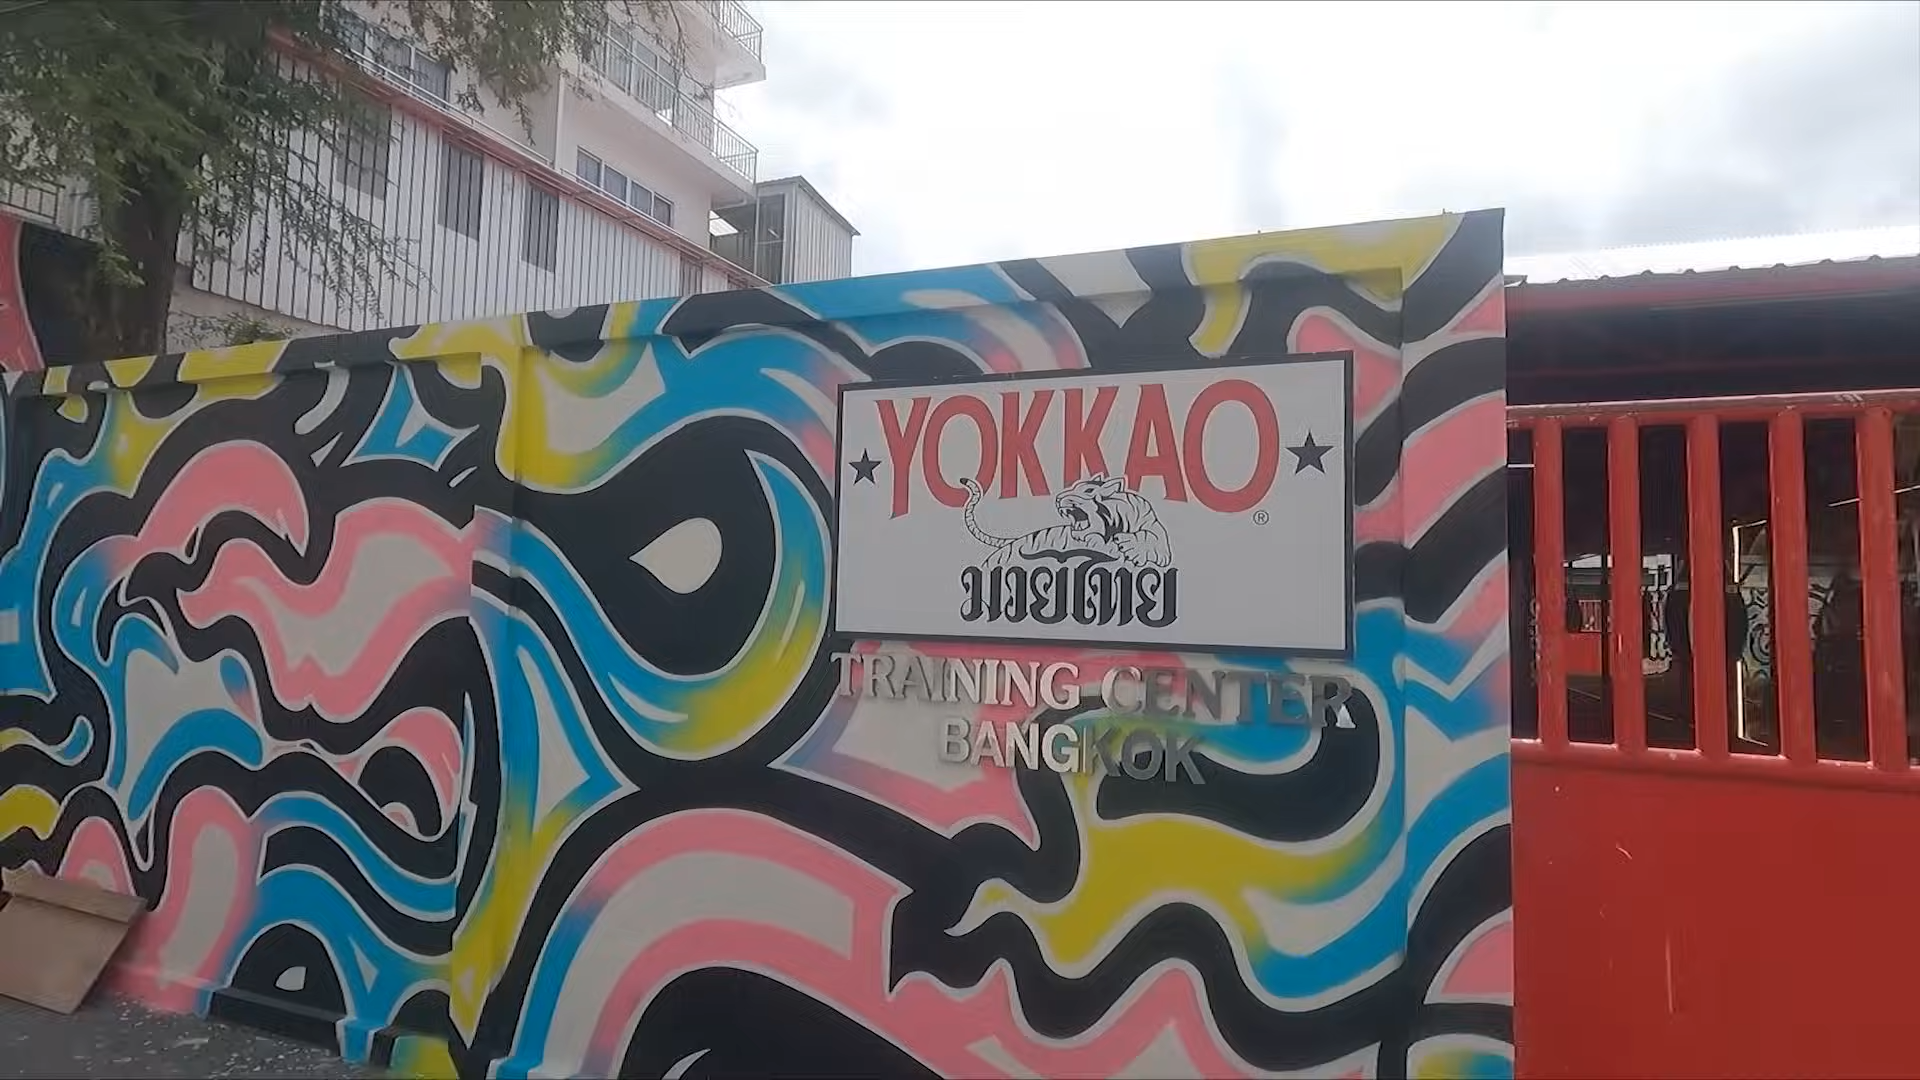 YOKKAO
®
มวยไทย
TRAINING CENTER
BANGKOK